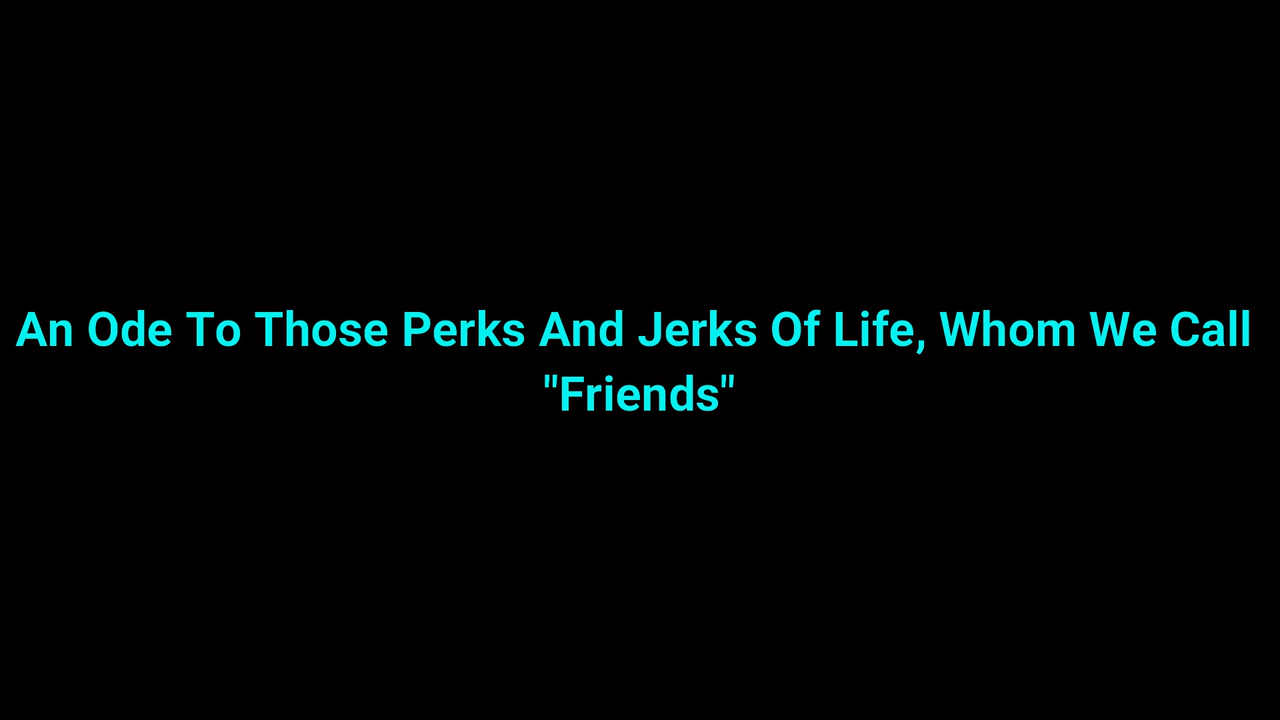 An Ode To Those Perks And Jerks Of Life, Whom We Call
"Friends"